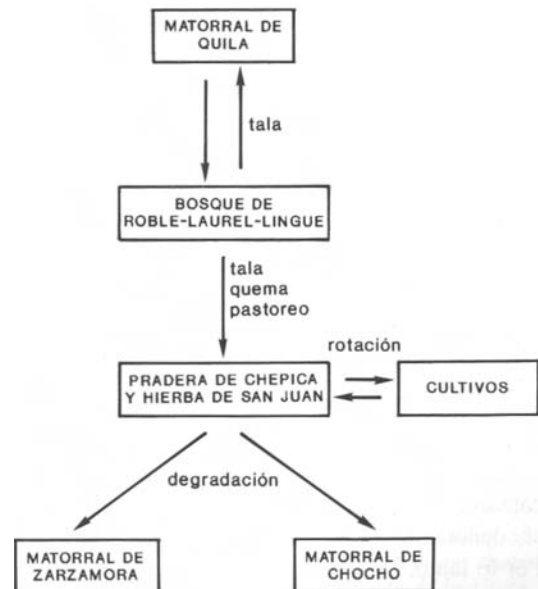 MATORRAL DE
QUILA
tala
BOSQUE DE
ROBLE-LAUREL-LINGUE
tala
quema
pastoreo
rotación
PRADERA DE CHEPICA
Y HIERBA DE SAN JUAN
CULTIVOS
degradación
MATORRAL DE
ZARZAMORA
MATORRAL DE
CHOCHO